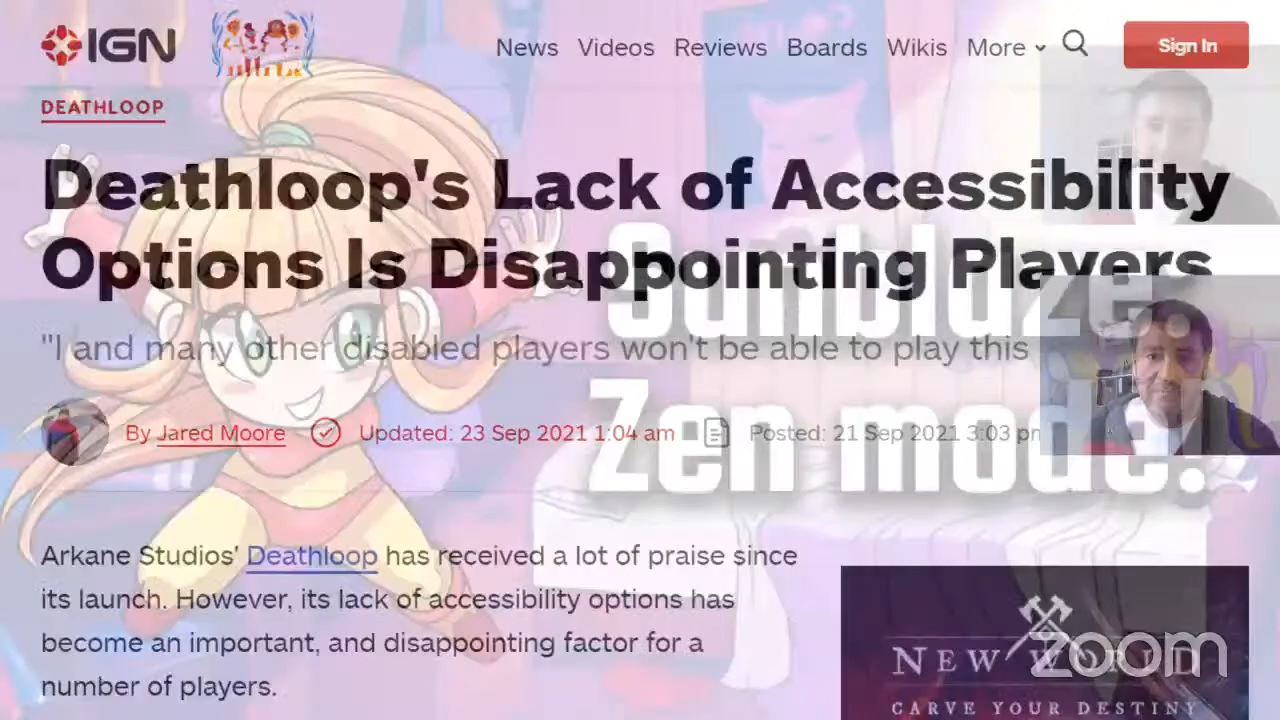 IGN
News Videos Reviews Boards Wikis More
Sign In
DEATHLOOP
Deathloop's Lack of Accessibility
Options Is Disappointing Players
Sunblaze:
"I and many other disabled players won't be able to play this
Zen mode!
By Jared Moore Updated: 23 Sep 2021 1:04 am Posted: 21 Sep 2021 3:03 pm
Arkane Studios' Deathloop has received a lot of praise since
its launch. However, its lack of accessibility options has
become an important, and disappointing factor for a
number of players.
NEW WORLD
CARVE YOUR DESTINY
zoom